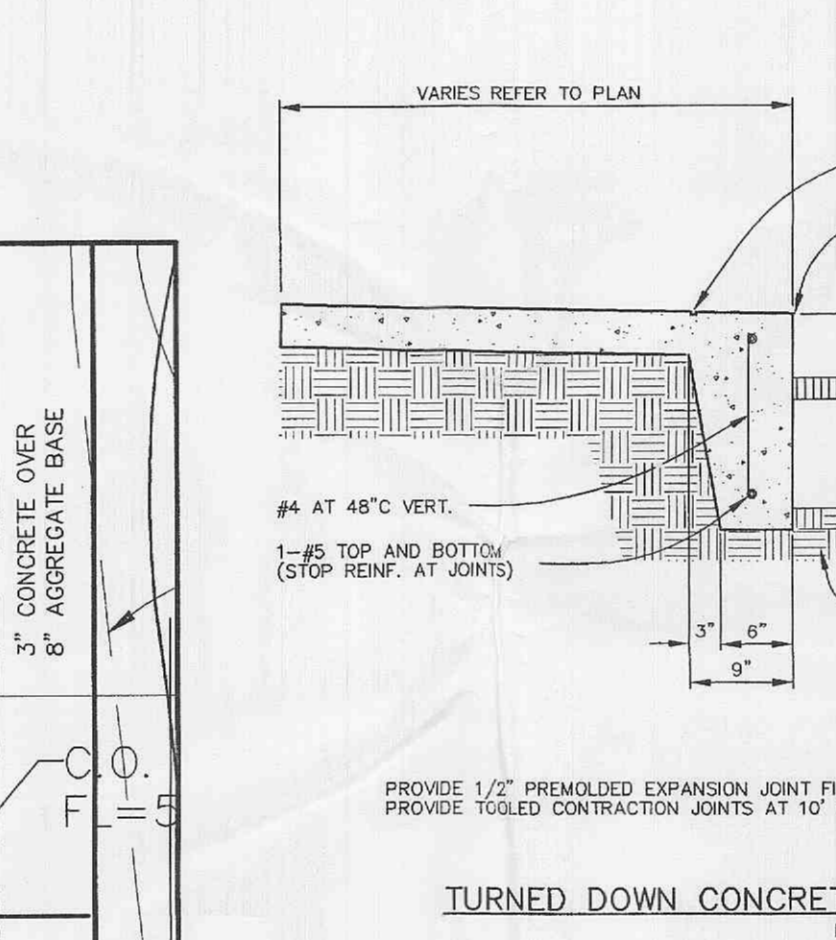 VARIES REFER TO PLAN
3" CONCRETE OVER
8" AGGREGATE BASE
#4 AT 48"C VERT.
1-#5 TOP AND BOTTOM
(STOP REINF. AT JOINTS)
3" 6"
9"
C.O.
FL=5
PROVIDE 1/2" PREMOLDED EXPANSION JOINT FI
PROVIDE TOOLED CONTRACTION JOINTS AT 10'
TURNED DOWN CONCRET